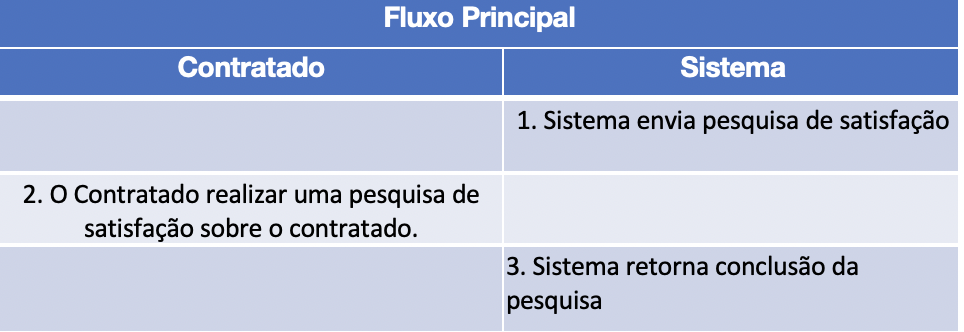 Fluxo Principal
Contratado
Sistema
1. Sistema envia pesquisa de satisfação
2. O Contratado realizar uma pesquisa de
satisfação sobre o contratado.
3. Sistema retorna conclusão da
pesquisa